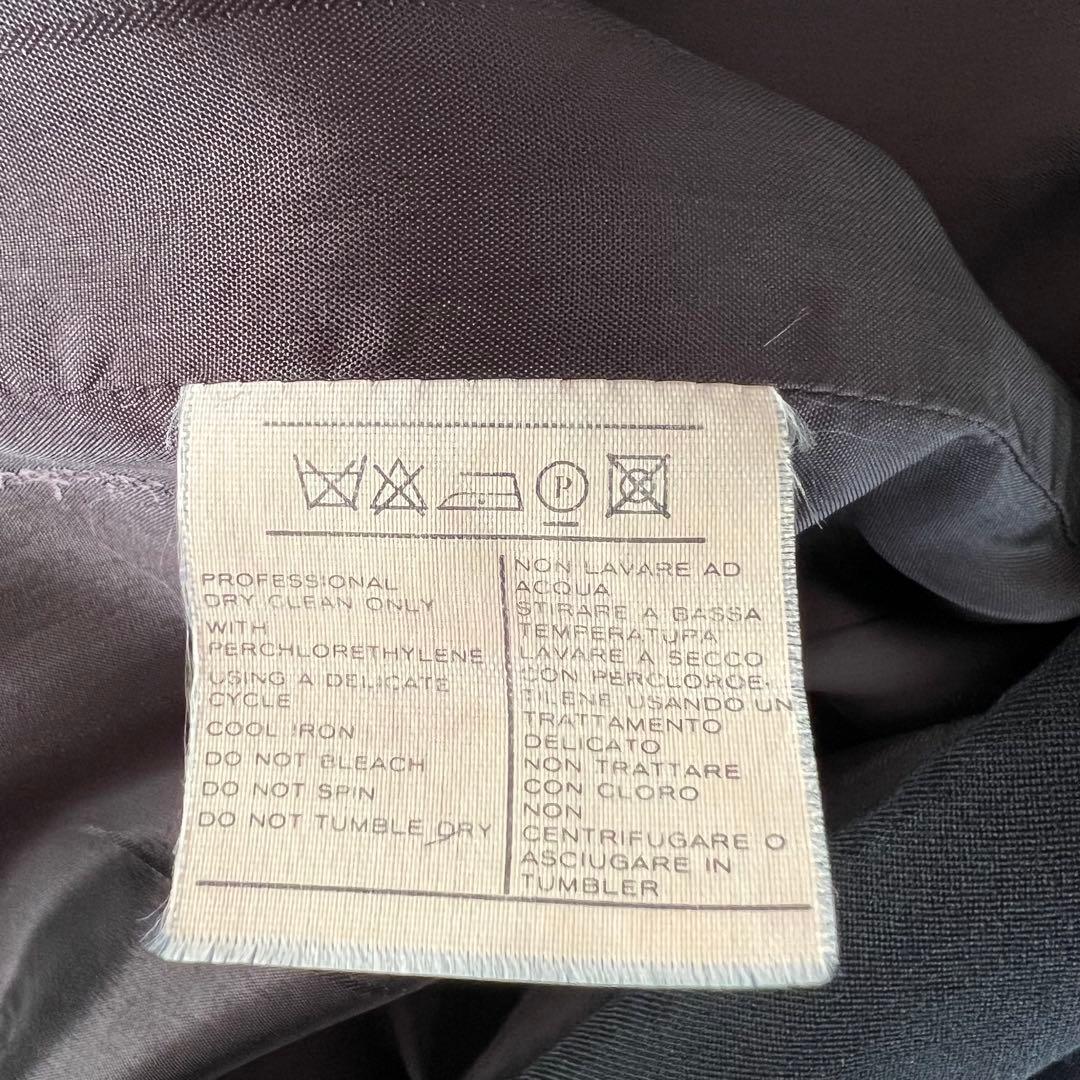 P
PROFESSIONAL
DRY CLEAN ONLY
WITH
PERCHLORETHYLENE
USING A DELICATE
CYCLE
COOL IRON
DO NOT BLEACH
DO NOT SPIN
DO NOT TUMBLE DRY
NON LAVARE AD
ACQUA
STIRARE A BASSA
TEMPERATURA
LAVARE A SECCO
CON PERCLOROE-
TILENE USANDO UN
TRATTAMENTO
DELICATO
NON TRATTARE
CON CLORO
NON
CENTRIFUGARE O
ASCIUGARE IN
TUMBLER